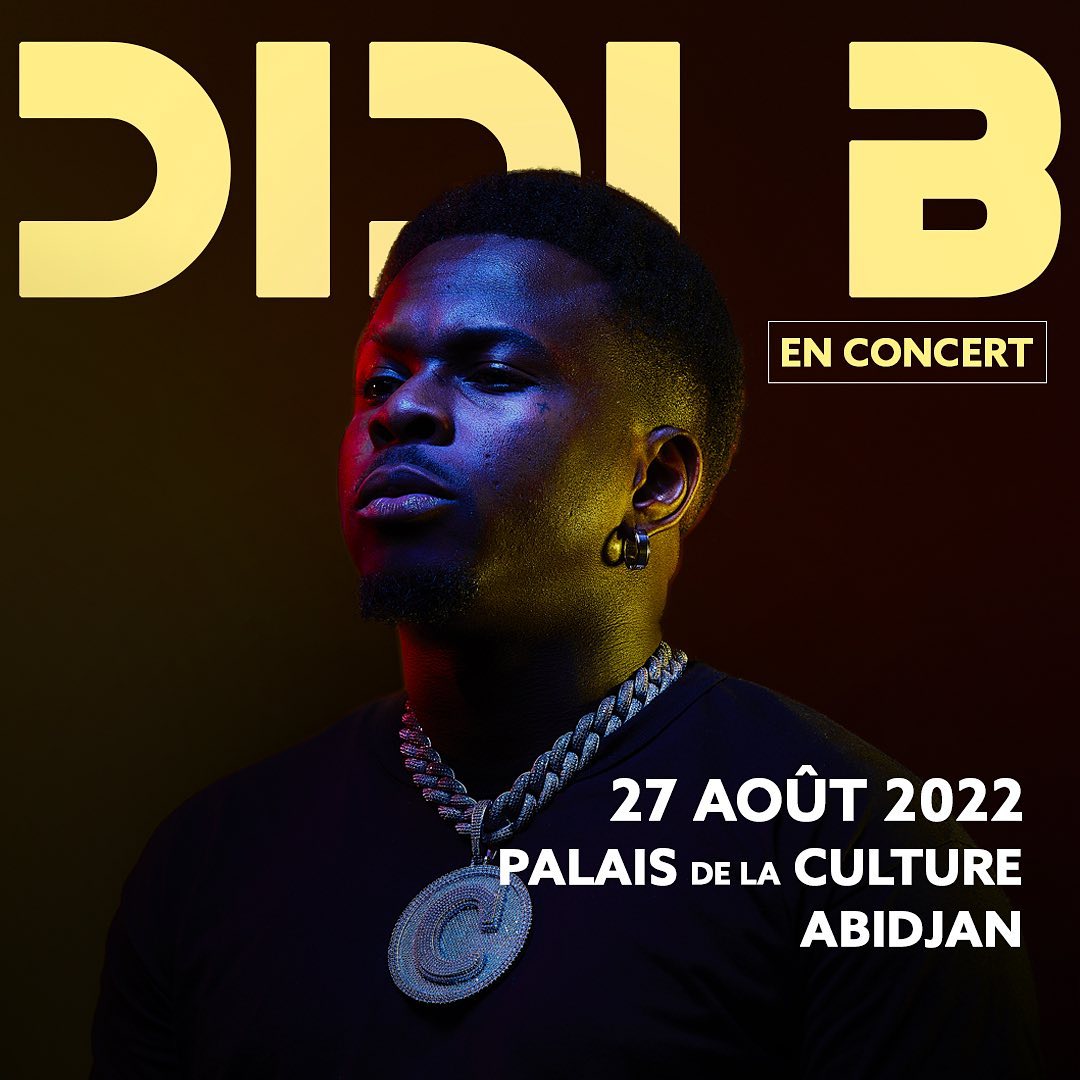 DIDI B
EN CONCERT
27 AOÛT 2022
PALAIS DE LA CULTURE
ABIDJAN
C